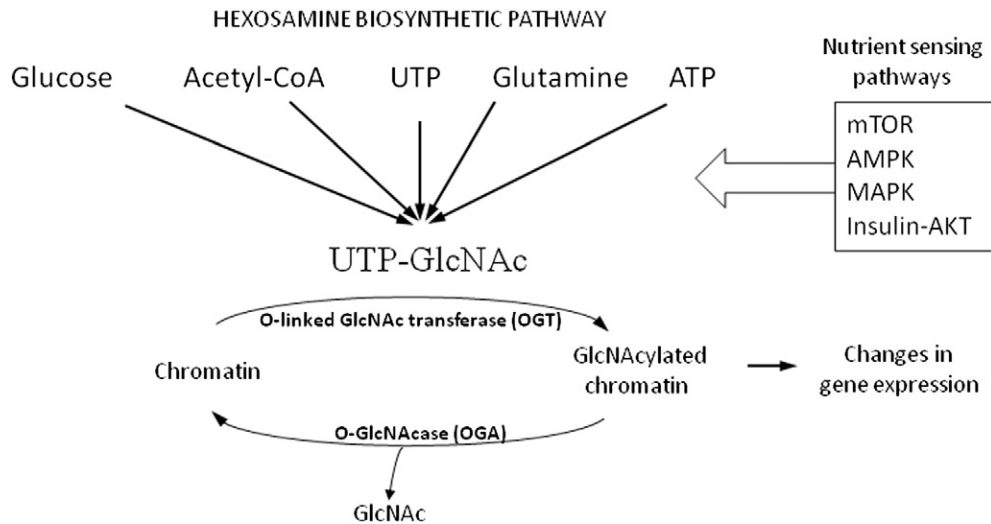 HEXOSAMINE BIOSYNTHETIC PATHWAY
Glucose
Acetyl-CoA
UTP
Glutamine
ATP
Nutrient sensing
pathways
mTOR
AMPK
MAPK
Insulin-AKT
UTP-GlcNAc
O-linked GlcNAc transferase (OGT)
Chromatin
GlcNAcylated
chromatin
Changes in
gene expression
O-GlcNAcase (OGA)
GlcNAc